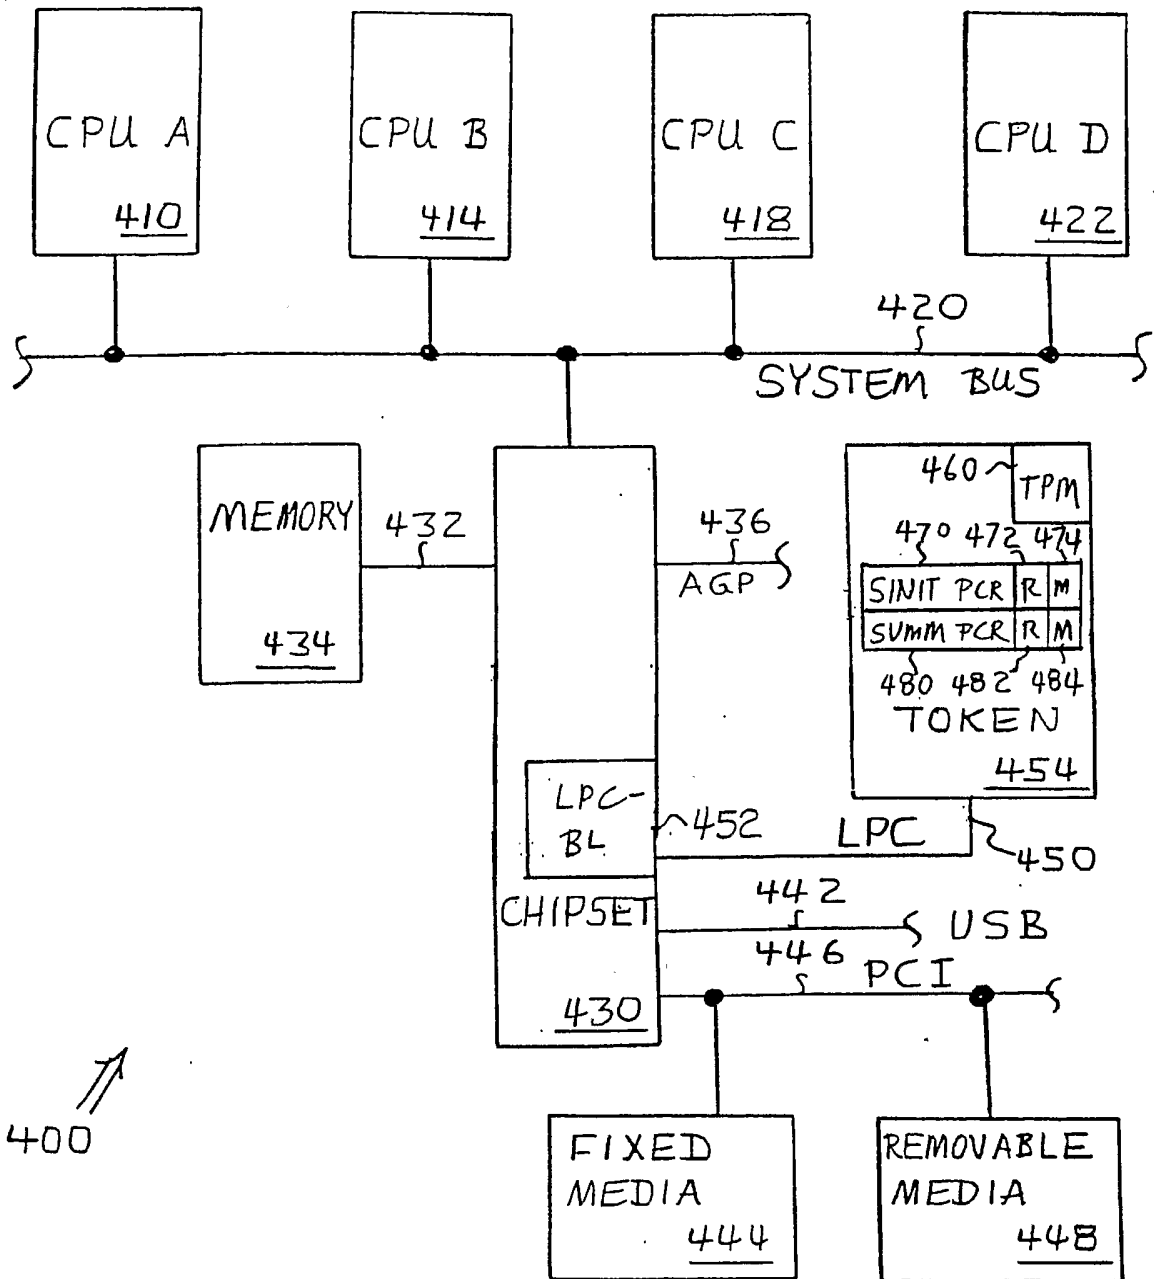 CPU A
410
CPU B
414
CPU C
418
CPU D
422
420
SYSTEM BUS
MEMORY
434
432
436
AGP
460
TPM
470 472 474
SINIT PCR R M
SVMM PCR R M
480 482 484
TOKEN
454
LPC-
BL
452
LPC
450
CHIPSET
430
442
USB
446
PCI
400
FIXED
MEDIA
444
REMOVABLE
MEDIA
448